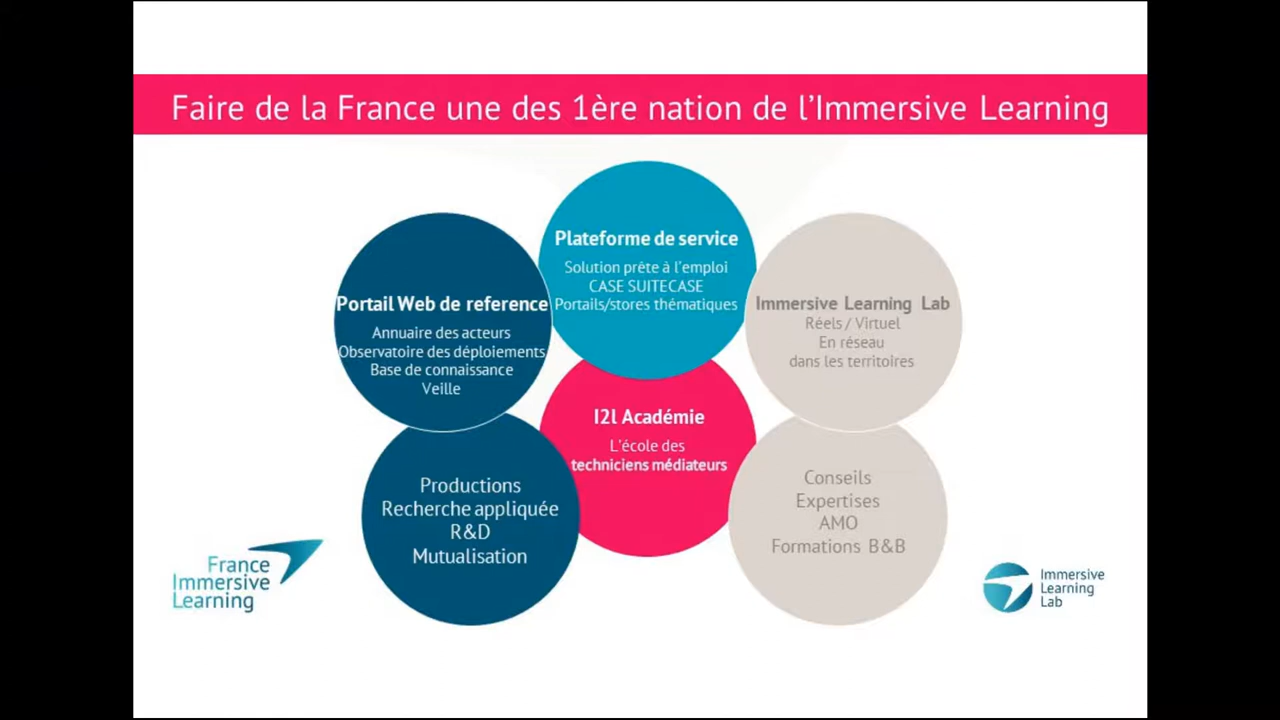 Faire de la France une des 1ère nation de l'Immersive Learning
Plateforme de service
Solution prête à l'emploi
CASE SUITECASE
Portails/stores thématiques
Portail Web de reference
Annuaire des acteurs
Observatoire des déploiements
Base de connaissance
Veille
Immersive Learning Lab
Réels / Virtuel
En réseau
dans les territoires
I2l Académie
L'école des
techniciens médiateurs
Productions
Recherche appliquée
R&D
Mutualisation
Conseils
Expertises
AMO
Formations B&B
France
Immersive
Learning
Immersive
Learning
Lab